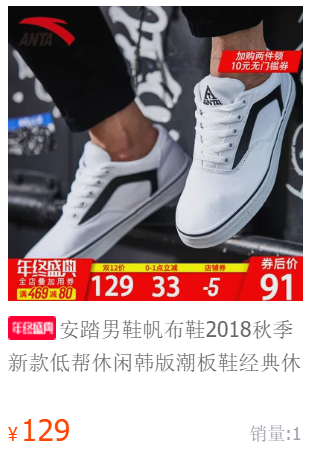 ANTA
加购两件领
10元无门槛券
ANTA
年终盛典
全店叠加用券
满469减80
双12价
129
0-1点立减
33
店铺券
-5
券后价
91
年终盛典 安踏男鞋帆布鞋2018秋季
新款低帮休闲韩版潮板鞋经典休
¥129
销量:1